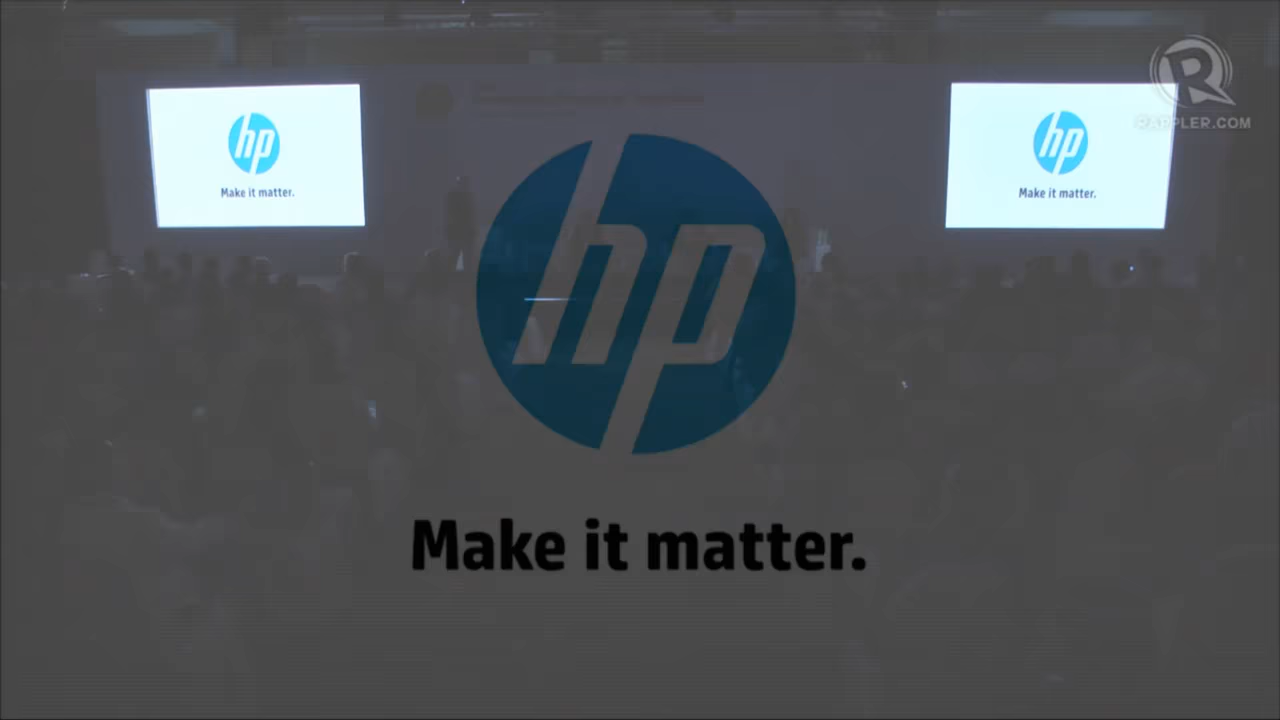 hp
Make it matter.
hp
Make it matter.
R
RAPPLER.COM
hp
Make it matter.